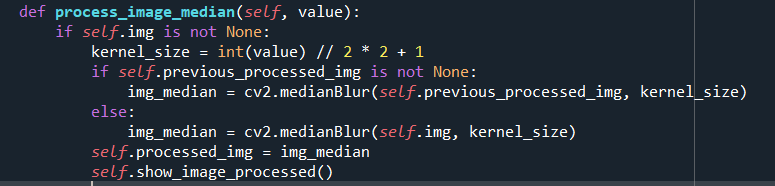 def process_image_median(self, value):
    if self.img is not None:
        kernel_size = int(value) // 2 * 2 + 1
        if self.previous_processed_img is not None:
            img_median = cv2.medianBlur(self.previous_processed_img, kernel_size)
        else:
            img_median = cv2.medianBlur(self.img, kernel_size)
        self.processed_img = img_median
        self.show_image_processed()